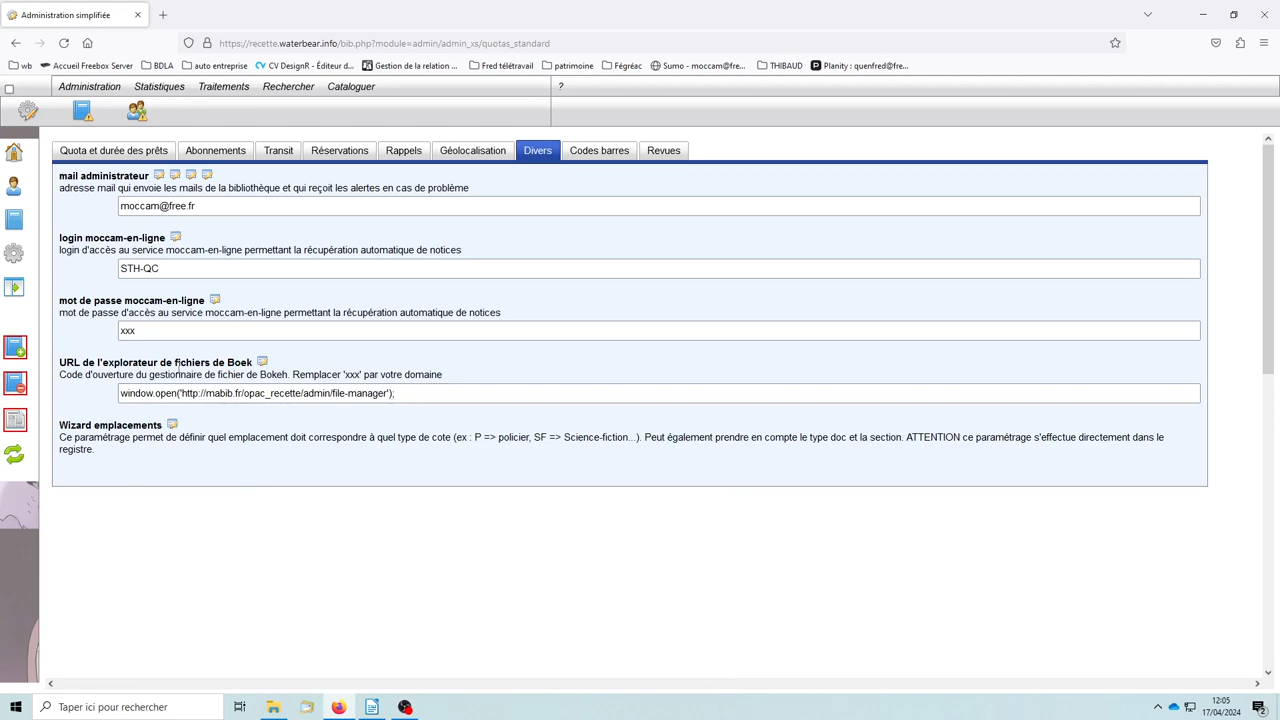 Administration simplifiée
https://recette.waterbear.info/bib.php?module=admin/admin_xs/quotas_standard
wb Accueil Freebox Server BDLA auto entreprise CV DesignR - Éditeur d... Gestion de la relation ... Fred télétravail patrimoine Fégréac Sumo - moccam@fre... THIBAUD Planity : quenfred@fre...
Administration Statistiques Traitements Rechercher Cataloguer ?
Quota et durée des prêts Abonnements Transit Réservations Rappels Géolocalisation Divers Codes barres Revues
mail administrateur
adresse mail qui envoie les mails de la bibliothèque et qui reçoit les alertes en cas de problème
moccam@free.fr
login moccam-en-ligne
login d'accès au service moccam-en-ligne permettant la récupération automatique de notices
STH-QC
mot de passe moccam-en-ligne
mot de passe d'accès au service moccam-en-ligne permettant la récupération automatique de notices
xxx
URL de l'explorateur de fichiers de Boek
Code d'ouverture du gestionnaire de fichier de Bokeh. Remplacer 'xxx' par votre domaine
window.open('http://mabib.fr/opac_recette/admin/file-manager');
Wizard emplacements
Ce paramétrage permet de définir quel emplacement doit correspondre à quel type de cote (ex : P => policier, SF => Science-fiction...). Peut également prendre en compte le type doc et la section. ATTENTION ce paramétrage s'effectue directement dans le
registre.
Taper ici pour rechercher
12:05
17/04/2024
2